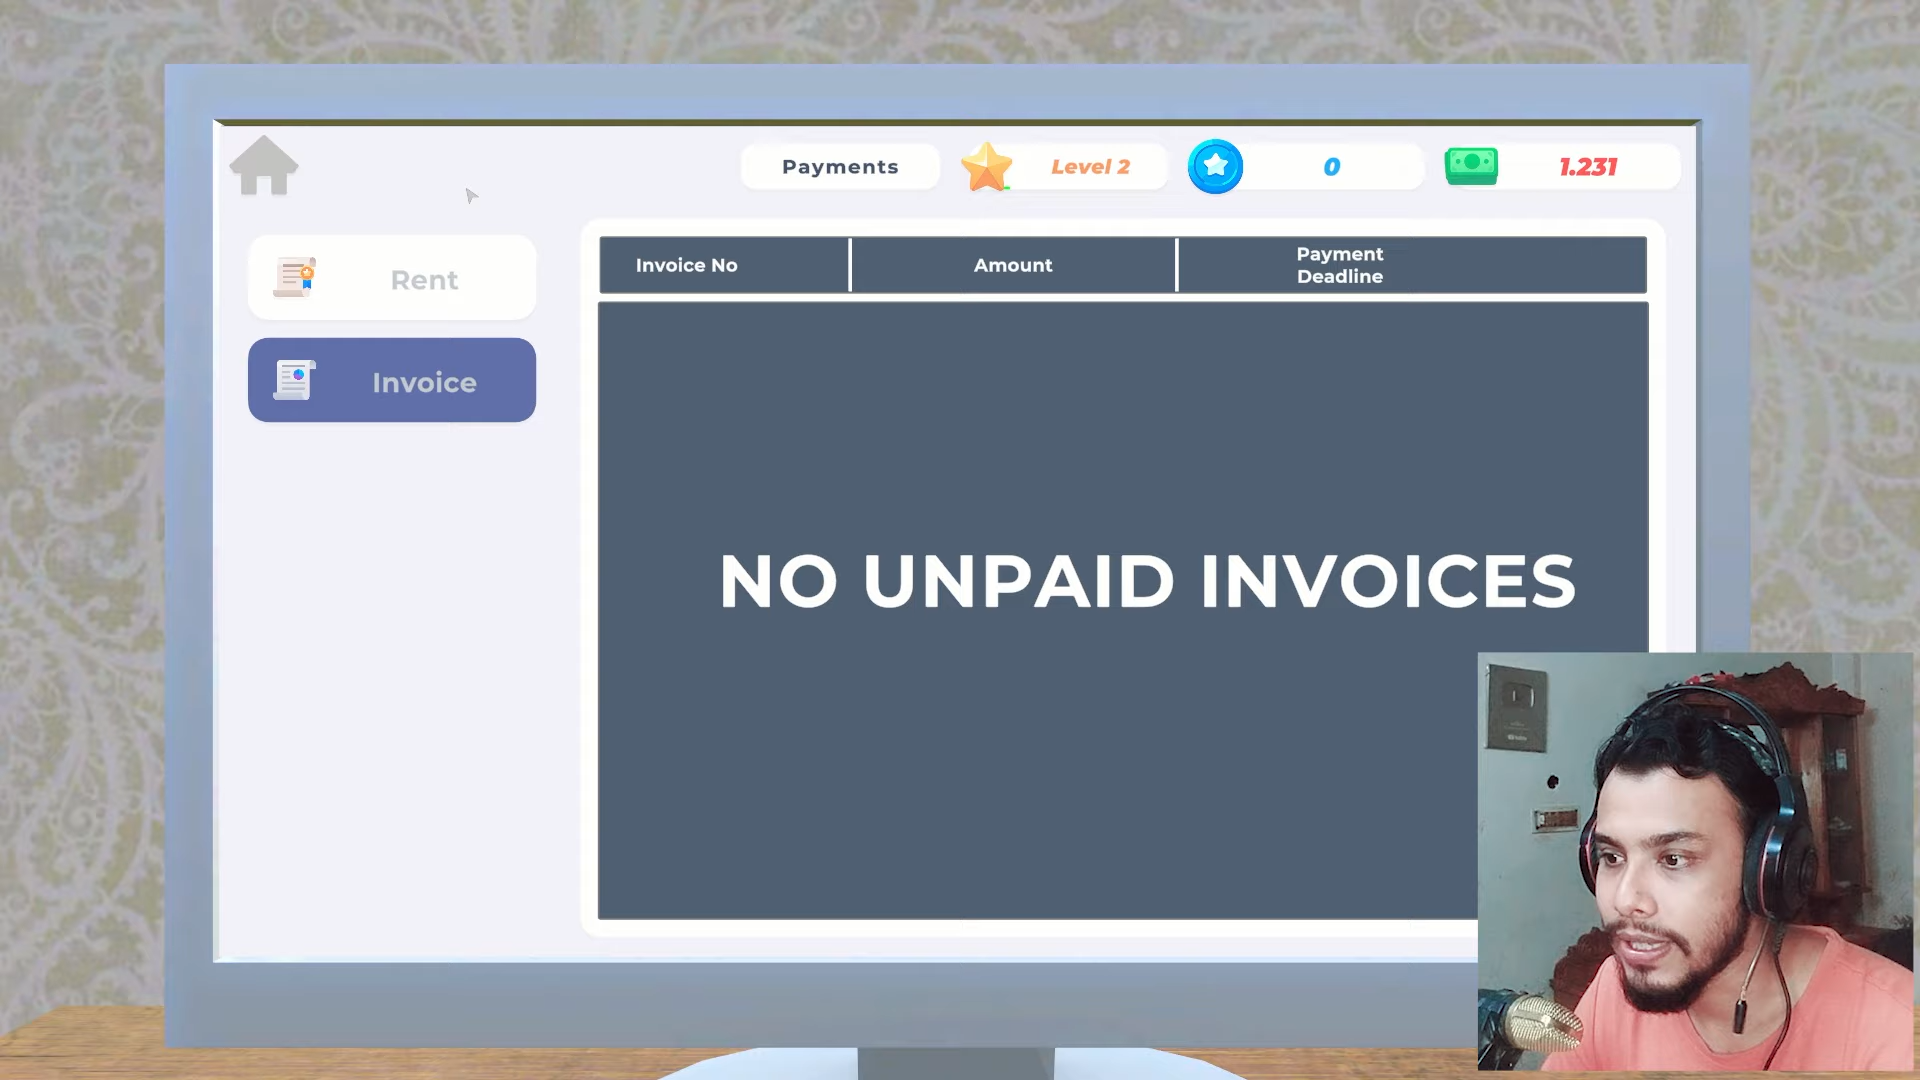 Payments
Level 2
0
1.231
Rent
Invoice
Invoice No
Amount
Payment
Deadline
NO UNPAID INVOICES